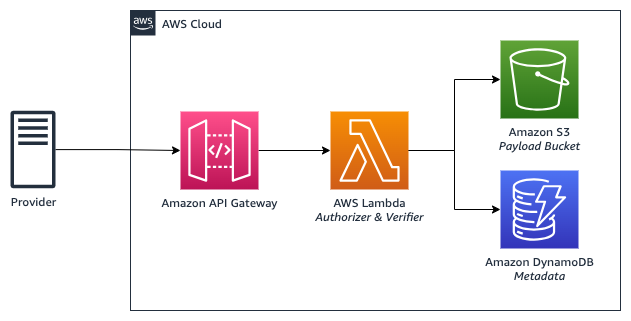 aws
AWS Cloud
Provider
Amazon API Gateway
AWS Lambda
Authorizer & Verifier
Amazon S3
Payload Bucket
Amazon DynamoDB
Metadata